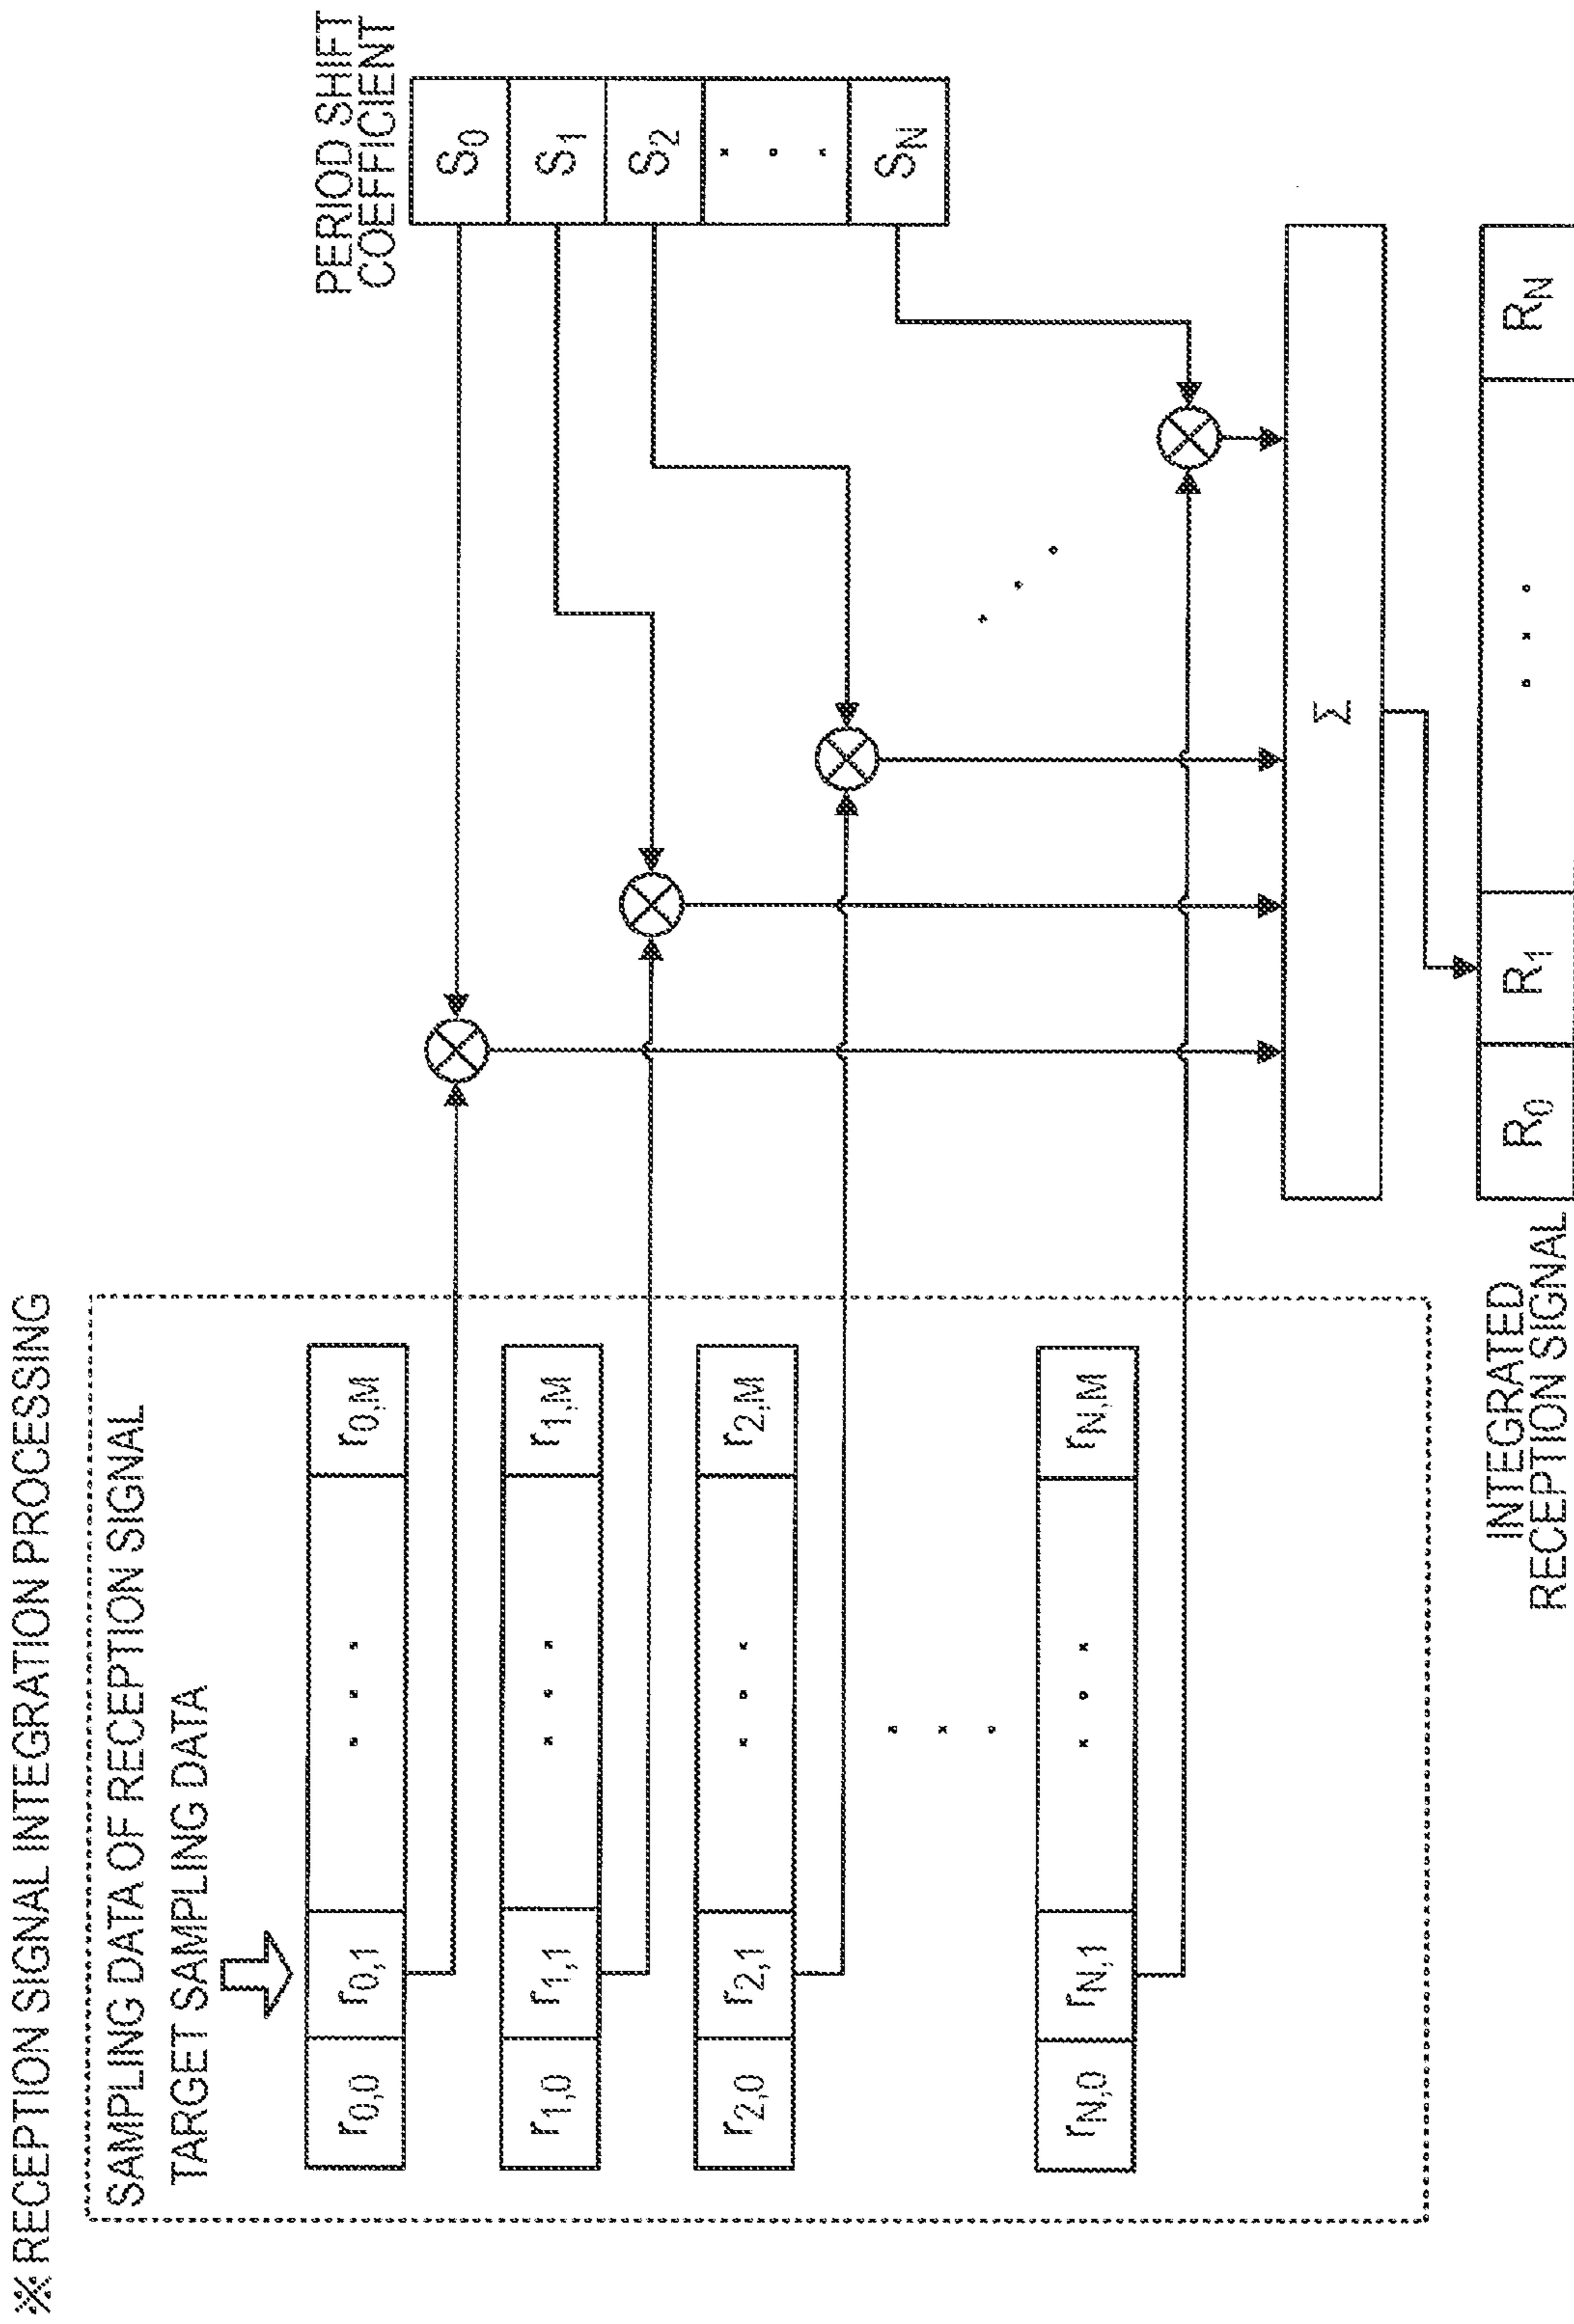 ※ RECEPTION SIGNAL INTEGRATION PROCESSING
SAMPLING DATA OF RECEPTION SIGNAL
TARGET SAMPLING DATA
r0,0 r0,1 ... r0,M
r1,0 r1,1 ... r1,M
r2,0 r2,1 ... r2,M
rN,0 rN,1 ... rN,M
PERIOD SHIFT
COEFFICIENT
S0
S1
S2
SN
Σ
INTEGRATED
RECEPTION SIGNAL
R0 R1 ... RN